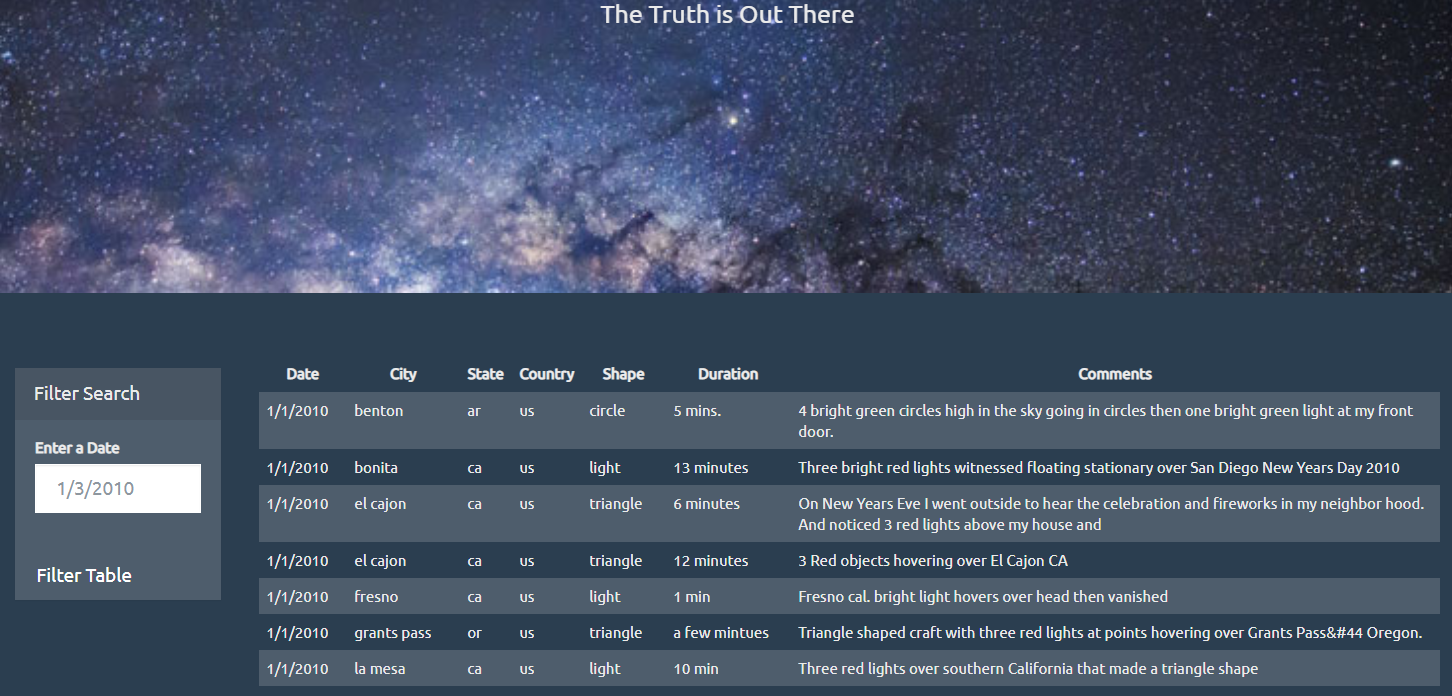 The Truth is Out There
Filter Search
Enter a Date
1/3/2010
Filter Table
Date City State Country Shape Duration Comments
1/1/2010 benton ar us circle 5 mins. 4 bright green circles high in the sky going in circles then one bright green light at my front
door.
1/1/2010 bonita ca us light 13 minutes Three bright red lights witnessed floating stationary over San Diego New Years Day 2010
1/1/2010 el cajon ca us triangle 6 minutes On New Years Eve I went outside to hear the celebration and fireworks in my neighbor hood.
And noticed 3 red lights above my house and
1/1/2010 el cajon ca us triangle 12 minutes 3 Red objects hovering over El Cajon CA
1/1/2010 fresno ca us light 1 min Fresno cal. bright light hovers over head then vanished
1/1/2010 grants pass or us triangle a few mintues Triangle shaped craft with three red lights at points hovering over Grants Pass&#44 Oregon.
1/1/2010 la mesa ca us light 10 min Three red lights over southern California that made a triangle shape